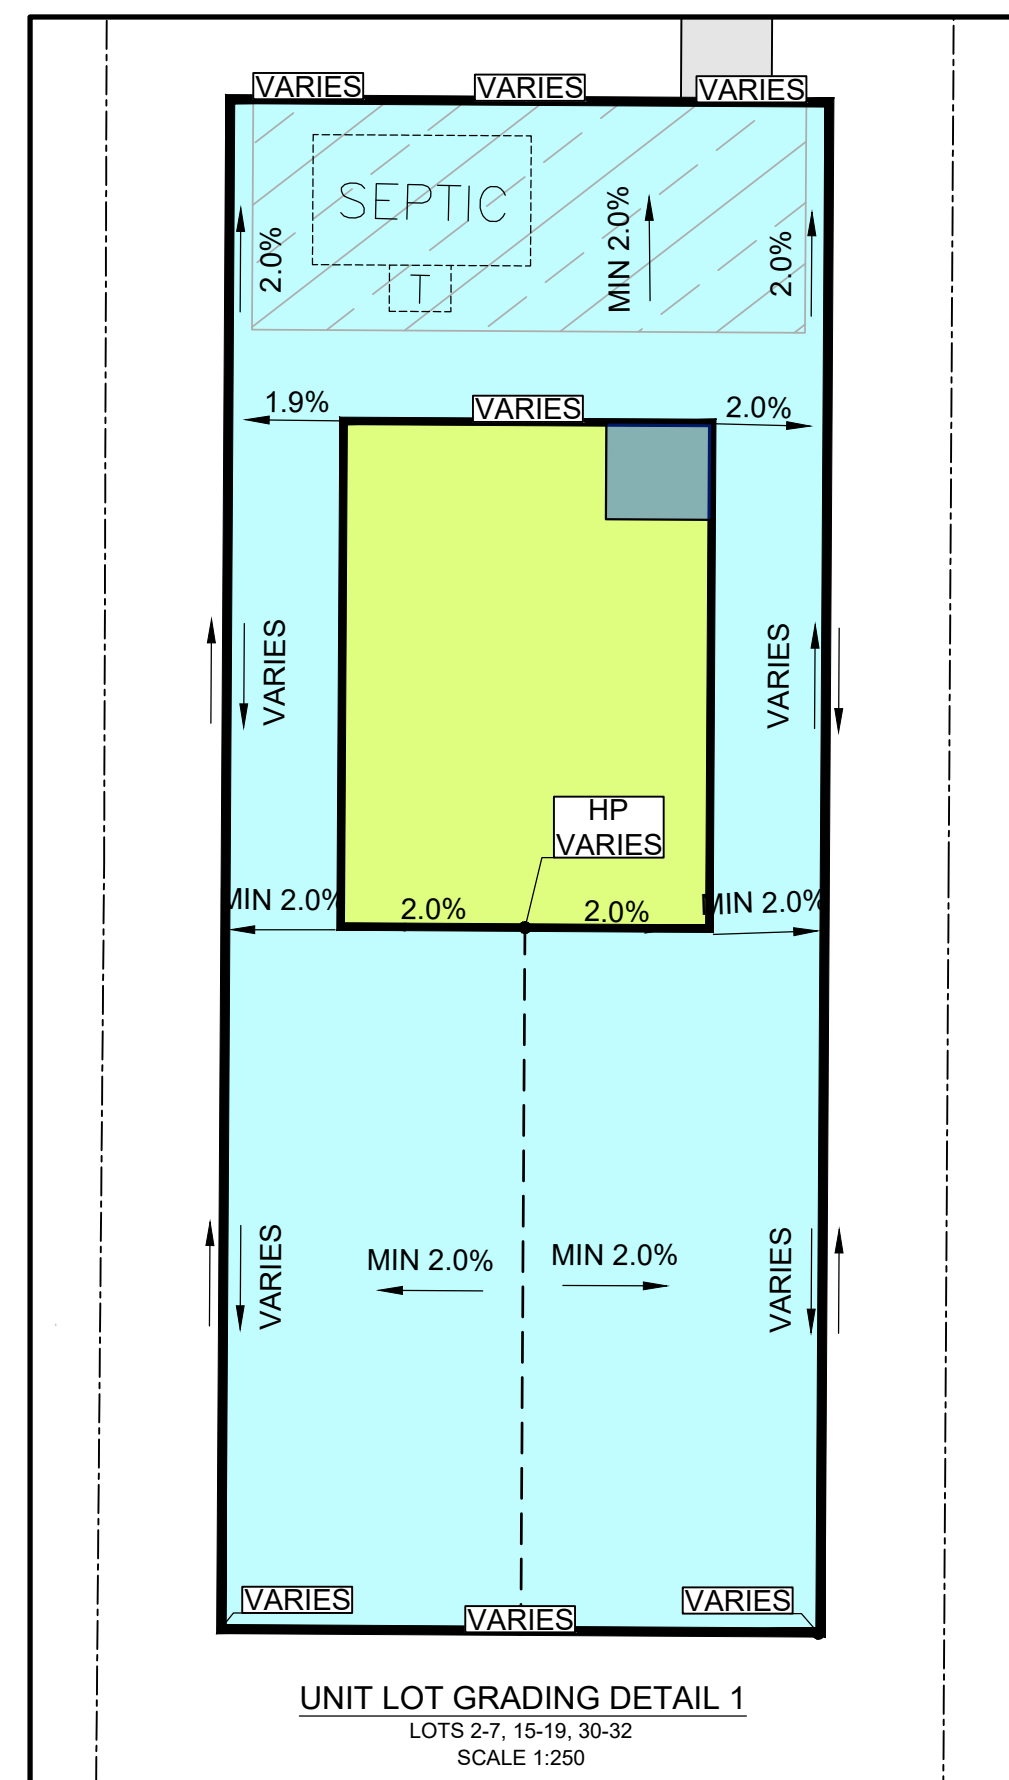 VARIES
VARIES
VARIES
SEPTIC
T
2.0%
MIN 2.0%
2.0%
1.9%
VARIES
2.0%
VARIES
VARIES
HP
VARIES
MIN 2.0%
2.0%
2.0%
MIN 2.0%
VARIES
MIN 2.0%
MIN 2.0%
VARIES
VARIES
VARIES
VARIES
UNIT LOT GRADING DETAIL 1
LOTS 2-7, 15-19, 30-32
SCALE 1:250